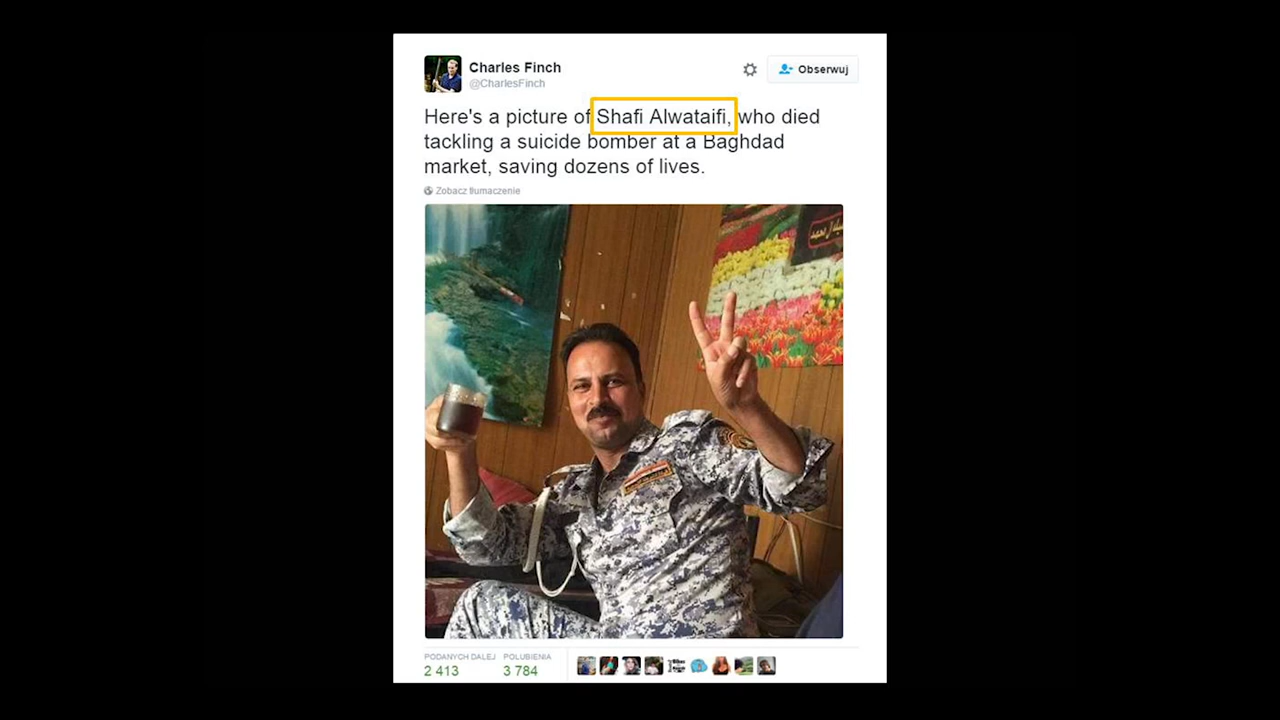 Charles Finch
@CharlesFinch
Obserwuj
Here's a picture of Shafi Alwataifi, who died
tackling a suicide bomber at a Baghdad
market, saving dozens of lives.
Zobacz tłumaczenie
PODANYCH DALEJ POLUBIENIA
2 413 3 784